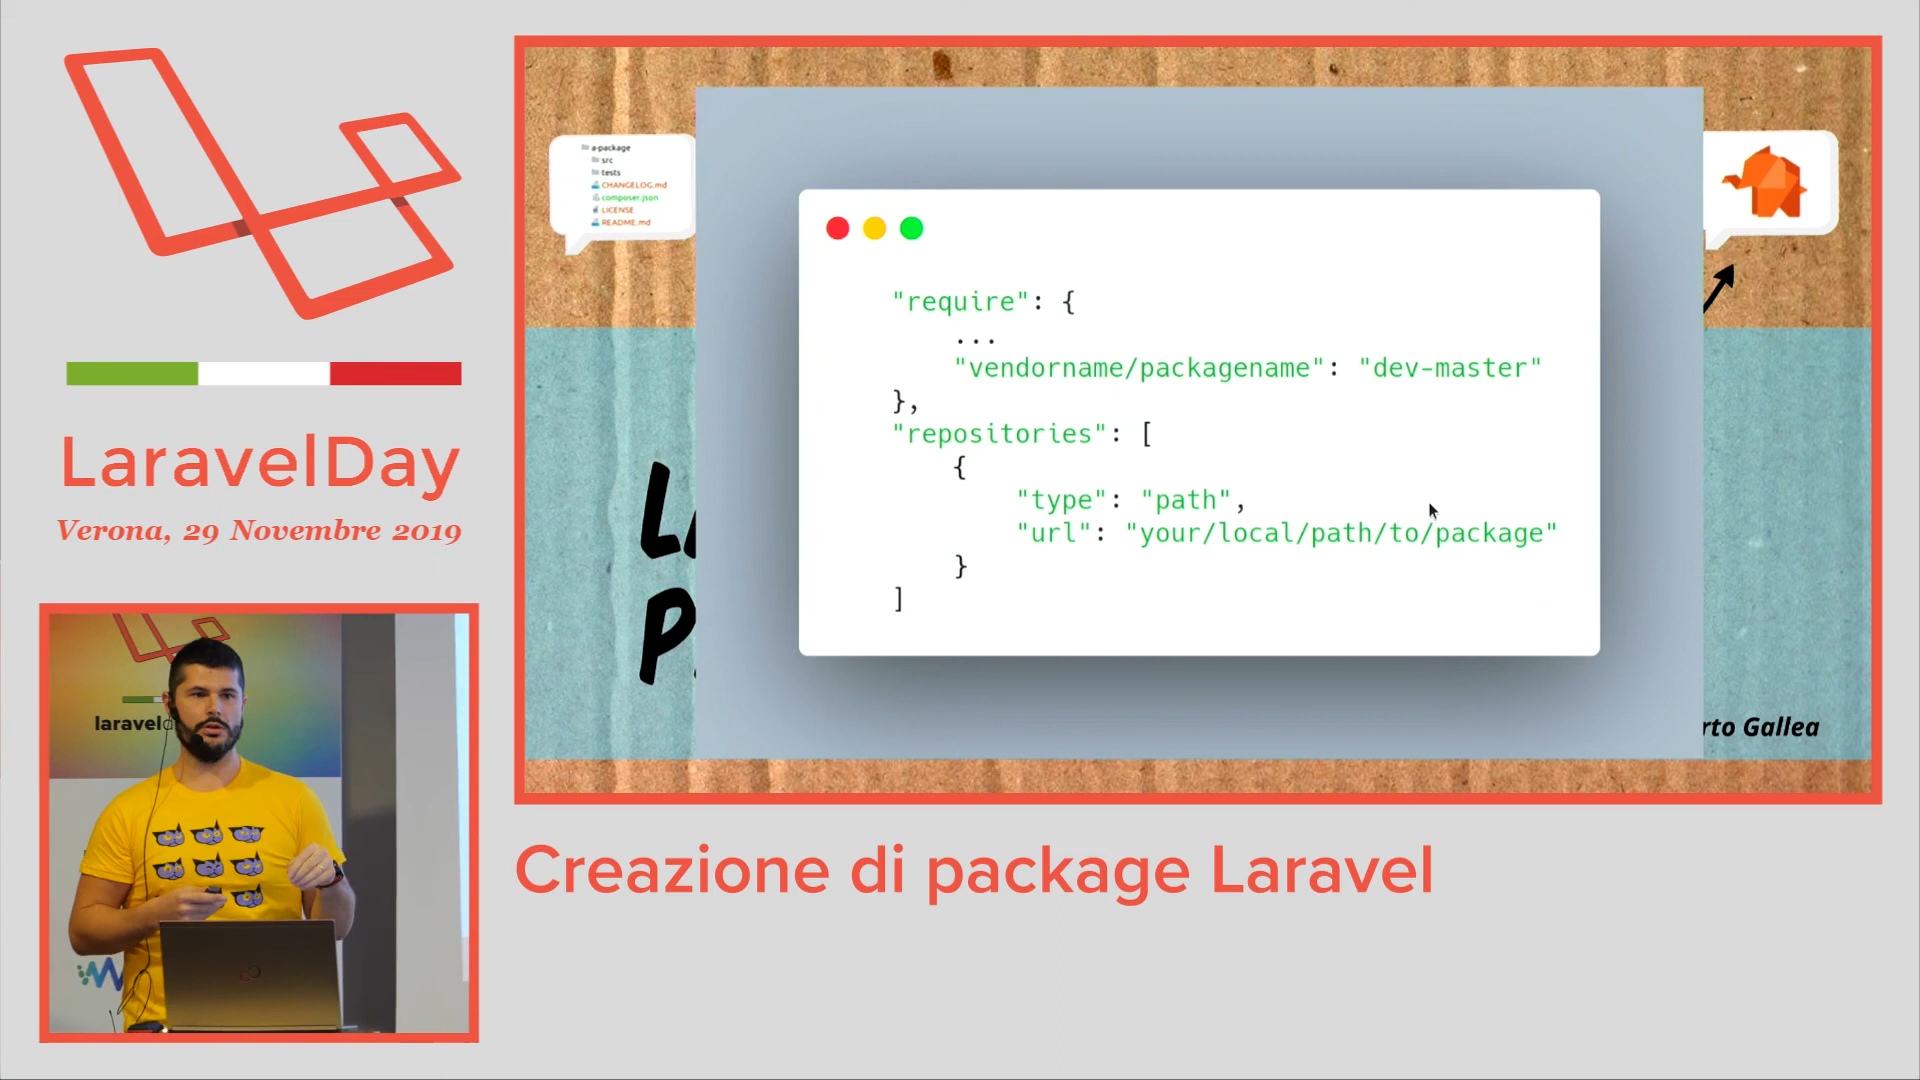 LaravelDay
Verona, 29 Novembre 2019
a-package
src
tests
CHANGELOG.md
composer.json
LICENSE
README.md
"require": {
...
"vendorname/packagename": "dev-master"
},
"repositories": [
{
"type": "path",
"url": "your/local/path/to/package"
}
]
rto Gallea
laravel
Creazione di package Laravel